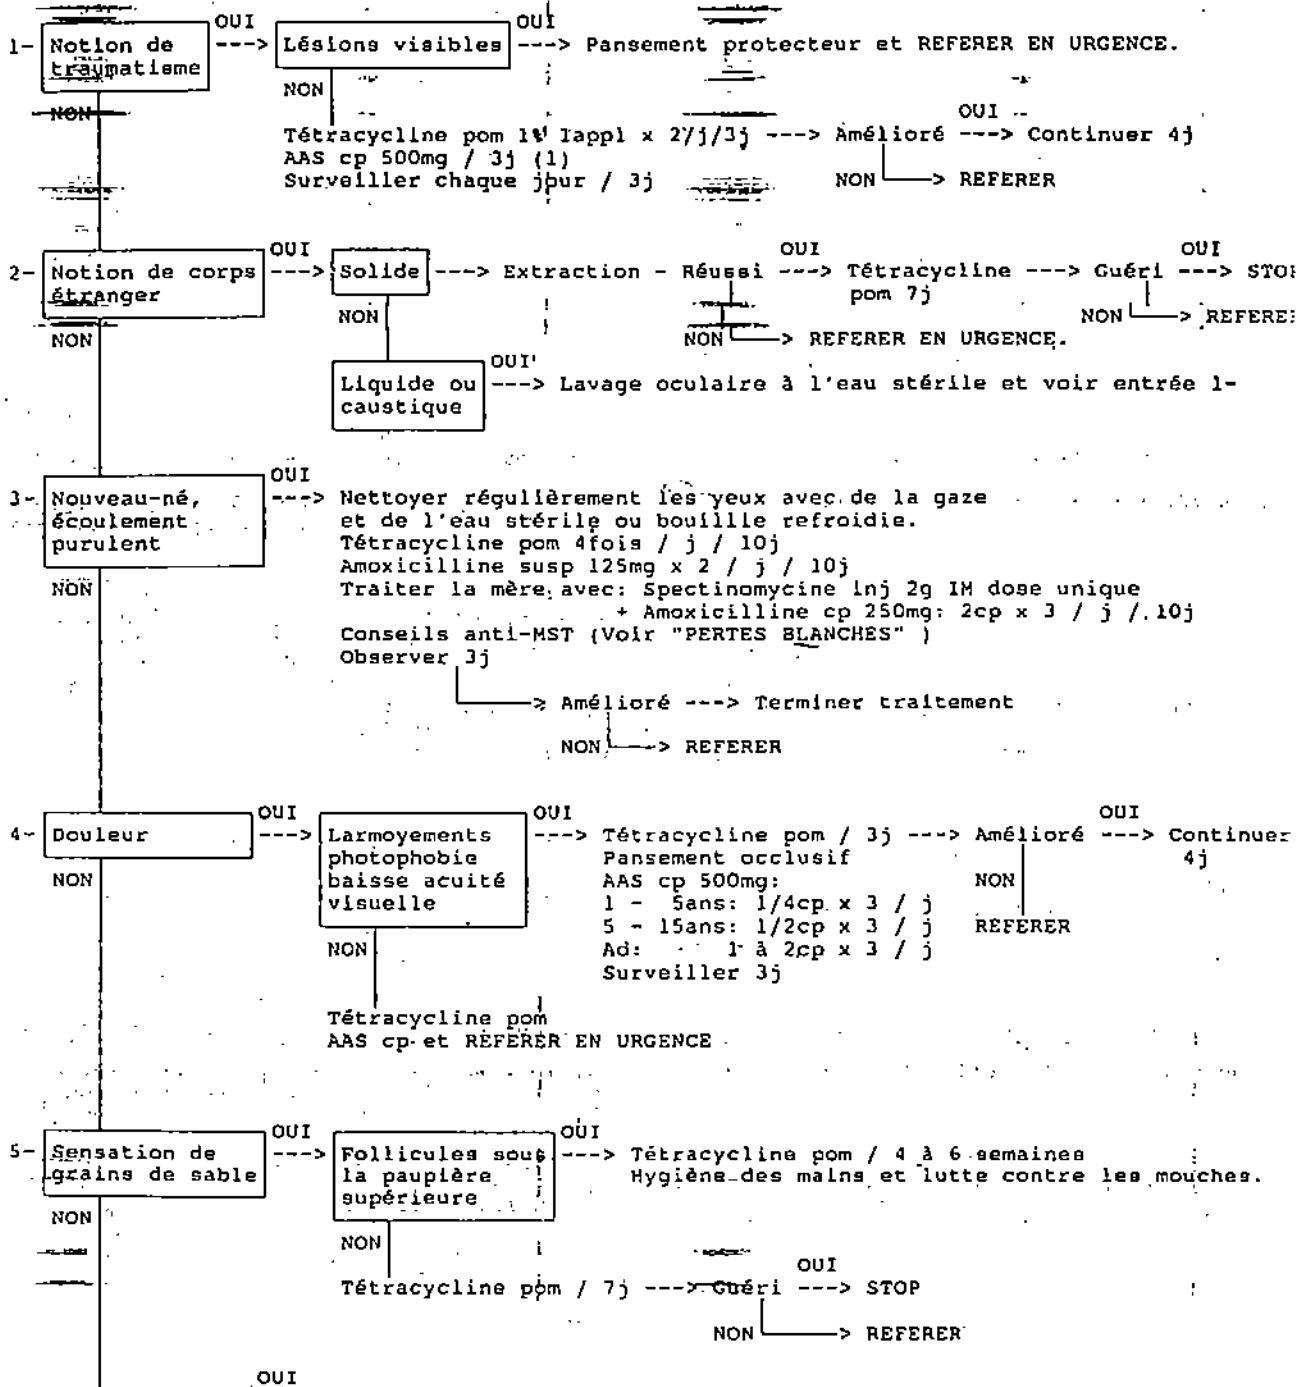 OUI OUI
1- Notion de ---> Lésions visibles ---> Pansement protecteur et REFERER EN URGENCE.
traumatisme
NON
NON OUI
Tétracycline pom 1% 1appl x 2/j/3j ---> Amélioré ---> Continuer 4j
AAS cp 500mg / 3j (1)
Surveiller chaque jour / 3j NON ---> REFERER
OUI OUI OUI
2- Notion de corps ---> Solide ---> Extraction - Réussi ---> Tétracycline ---> Guéri ---> STOP
étranger pom 7j
NON NON ---> REFERE
NON NON ---> REFERER EN URGENCE.
OUI
Liquide ou ---> Lavage oculaire à l'eau stérile et voir entrée 1-
caustique
OUI
3- Nouveau-né, ---> Nettoyer régulièrement les yeux avec de la gaze
écoulement et de l'eau stérile ou bouillie refroidie.
purulent Tétracycline pom 4fois / j / 10j
Amoxicilline susp 125mg x 2 / j / 10j
NON Traiter la mère avec: Spectinomycine inj 2g IM dose unique
+ Amoxicilline cp 250mg: 2cp x 3 / j / 10j
Conseils anti-MST (Voir "PERTES BLANCHES" )
Observer 3j
---> Amélioré ---> Terminer traitement
NON ---> REFERER
OUI OUI OUI
4- Douleur ---> Larmoyements ---> Tétracycline pom / 3j ---> Amélioré ---> Continuer
photophobie Pansement occlusif 4j
NON baisse acuité AAS cp 500mg: NON
visuelle 1 - 5ans: 1/4cp x 3 / j
5 - 15ans: 1/2cp x 3 / j REFERER
NON Ad: 1 à 2cp x 3 / j
Surveiller 3j
Tétracycline pom
AAS cp et REFERER EN URGENCE
OUI OUI
5- Sensation de ---> Follicules sous ---> Tétracycline pom / 4 à 6 semaines
grains de sable la paupière Hygiène des mains et lutte contre les mouches.
supérieure
NON
NON
OUI
Tétracycline pom / 7j ---> Guéri ---> STOP
NON ---> REFERER
OUI